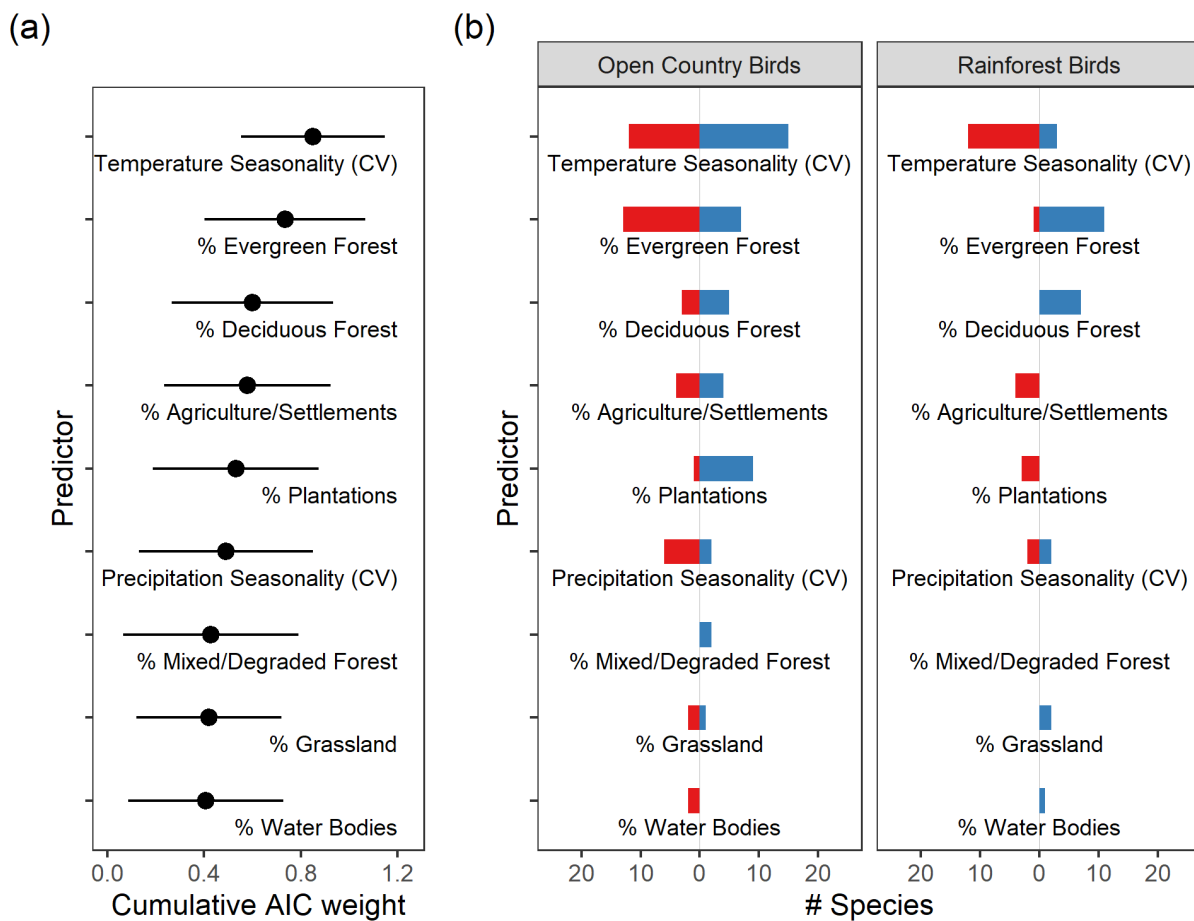 (a)
Temperature Seasonality (CV)
% Evergreen Forest
% Deciduous Forest
% Agriculture/Settlements
% Plantations
Precipitation Seasonality (CV)
% Mixed/Degraded Forest
% Grassland
% Water Bodies
Predictor
0.0 0.4 0.8 1.2
Cumulative AIC weight
(b)
Open Country Birds
Temperature Seasonality (CV)
% Evergreen Forest
% Deciduous Forest
% Agriculture/Settlements
% Plantations
Precipitation Seasonality (CV)
% Mixed/Degraded Forest
% Grassland
% Water Bodies
Predictor
20 10 0 10 20
Rainforest Birds
Temperature Seasonality (CV)
% Evergreen Forest
% Deciduous Forest
% Agriculture/Settlements
% Plantations
Precipitation Seasonality (CV)
% Mixed/Degraded Forest
% Grassland
% Water Bodies
20 10 0 10 20
# Species